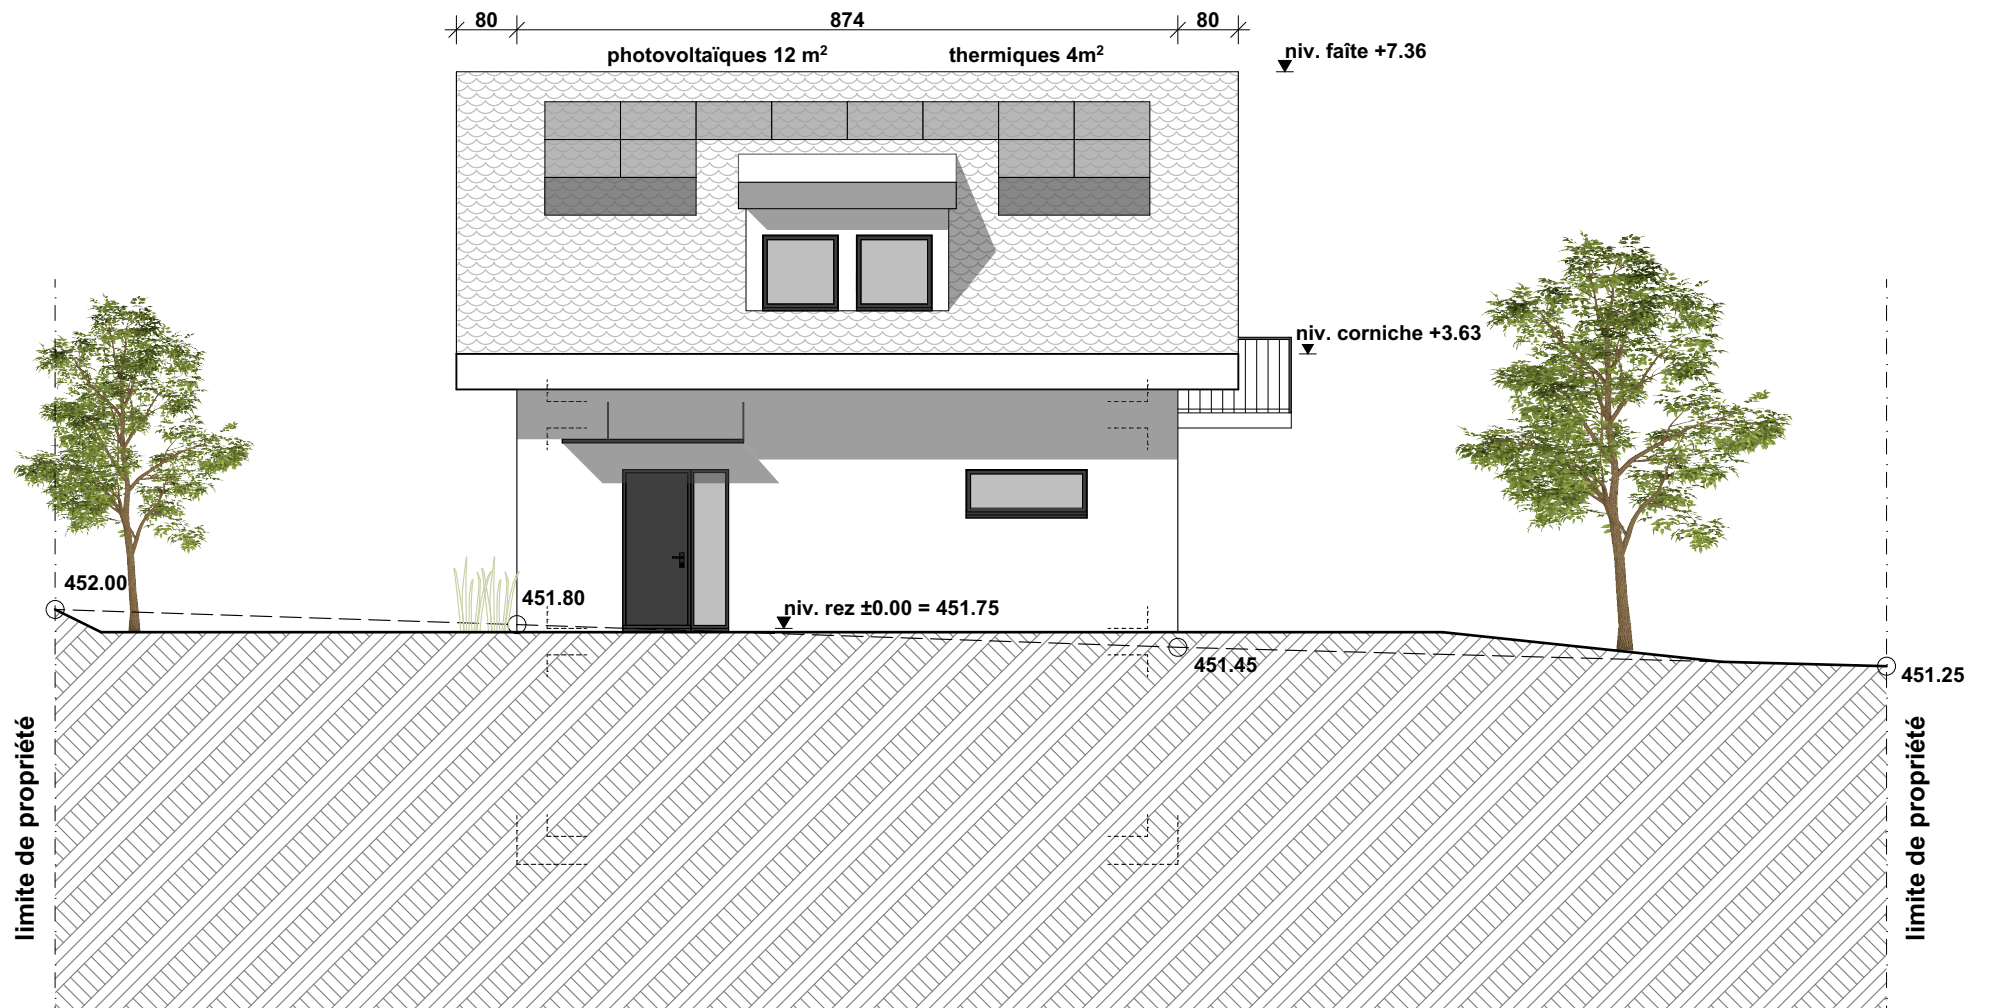 80 874 80
photovoltaïques 12 m² thermiques 4m²
niv. faîte +7.36
niv. corniche +3.63
452.00
451.80
niv. rez ±0.00 = 451.75
451.45
451.25
limite de propriété
limite de propriété